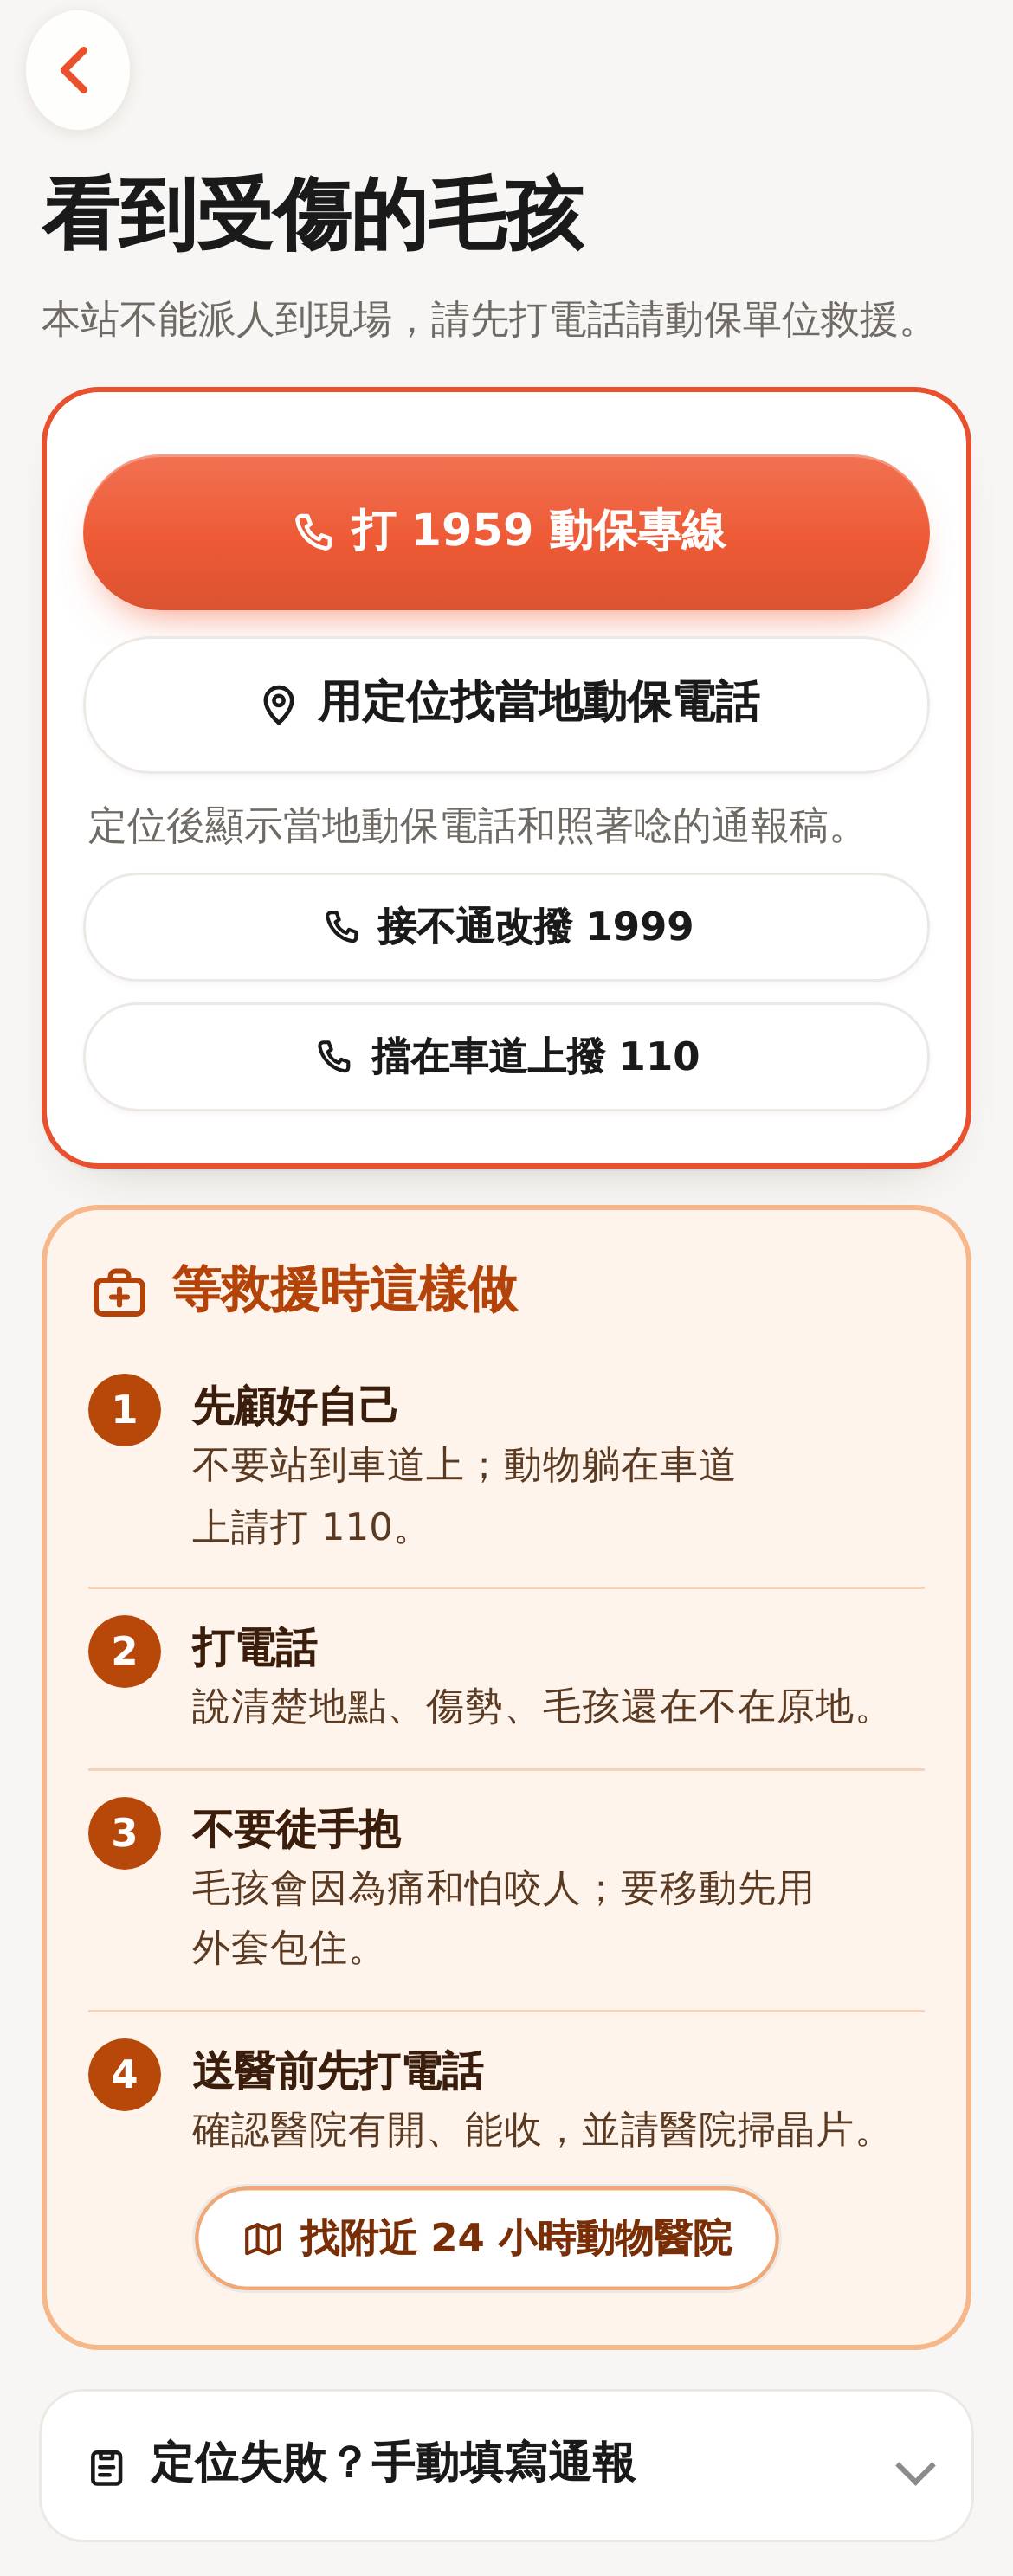 看到受傷的毛孩
本站不能派人到現場，請先打電話請動保單位救援。
打 1959 動保專線
用定位找當地動保電話
定位後顯示當地動保電話和照著唸的通報稿。
接不通改撥 1999
擋在車道上撥 110
等救援時這樣做
1 先顧好自己
不要站到車道上；動物躺在車道
上請打 110。
2 打電話
說清楚地點、傷勢、毛孩還在不在原地。
3 不要徒手抱
毛孩會因為痛和怕咬人；要移動先用
外套包住。
4 送醫前先打電話
確認醫院有開、能收，並請醫院掃晶片。
找附近 24 小時動物醫院
定位失敗？手動填寫通報